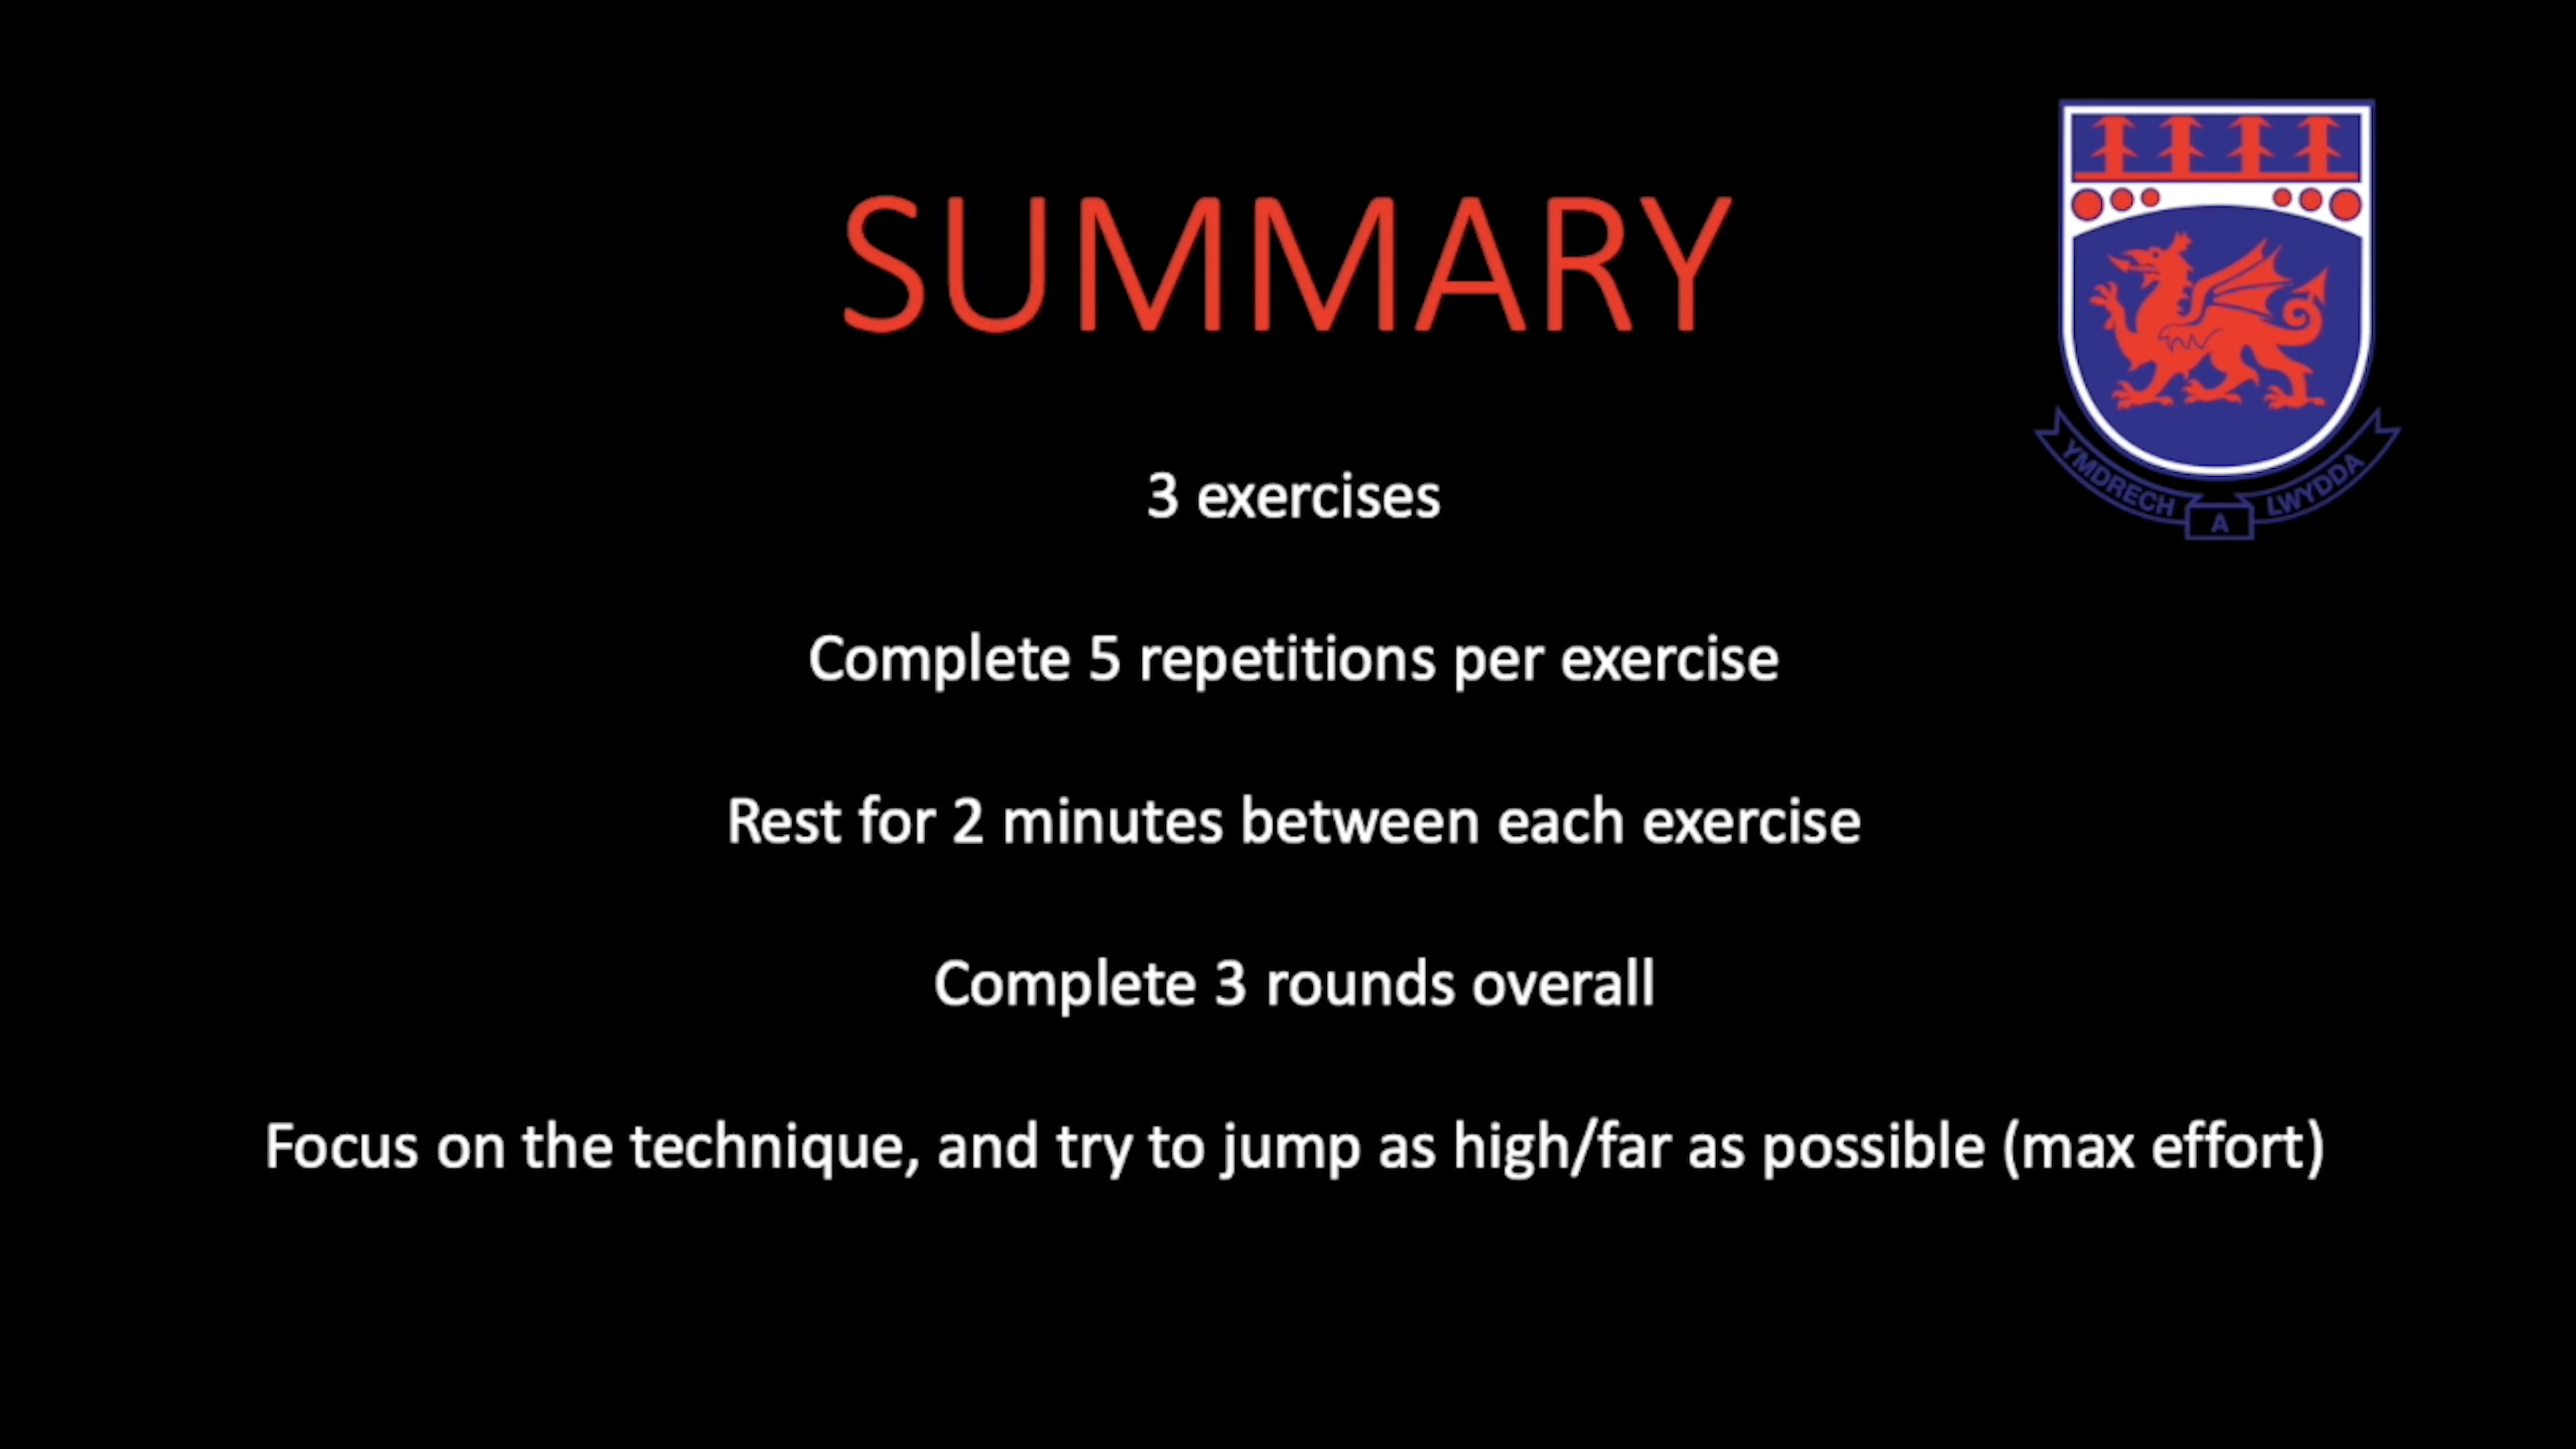 SUMMARY
3 exercises
Complete 5 repetitions per exercise
Rest for 2 minutes between each exercise
Complete 3 rounds overall
Focus on the technique, and try to jump as high/far as possible (max effort)
YMDRECH A LWYDDA